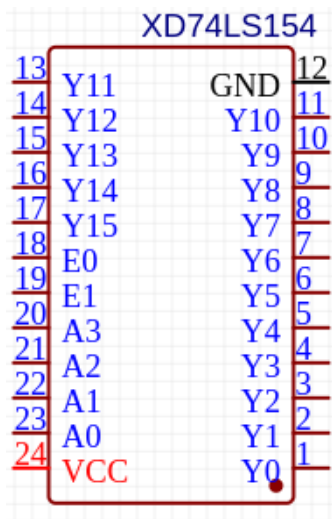 XD74LS154
13 Y11 GND 12
14 Y12 Y10 11
15 Y13 Y9 10
16 Y14 Y8 9
17 Y15 Y7 8
18 E0 Y6 7
19 E1 Y5 6
20 A3 Y4 5
21 A2 Y3 4
22 A1 Y2 3
23 A0 Y1 2
24 VCC Y0 1